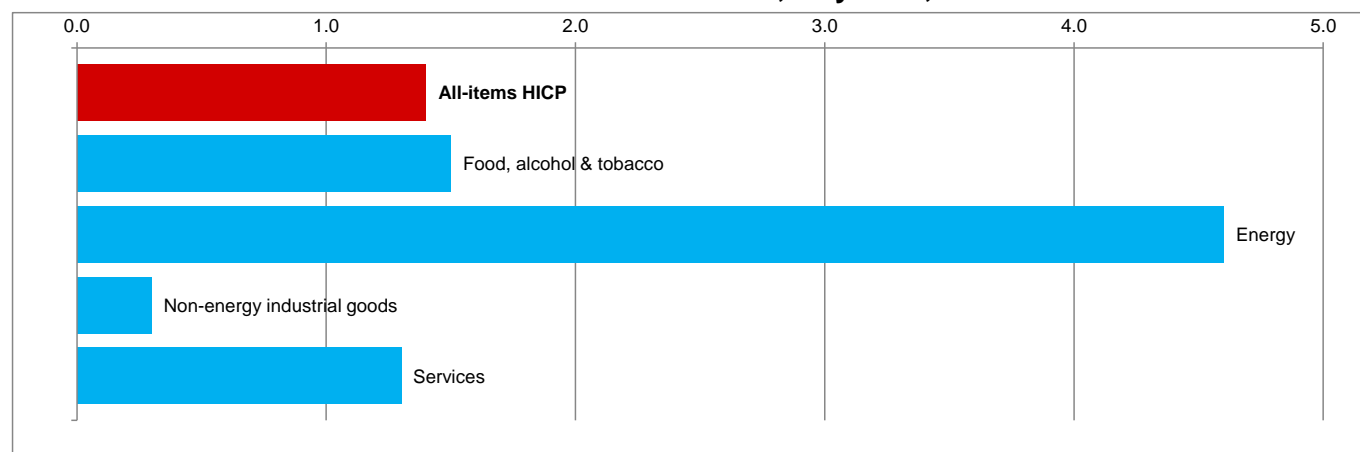 0.0 1.0 2.0 3.0 4.0 5.0
All-items HICP
Food, alcohol & tobacco
Energy
Non-energy industrial goods
Services